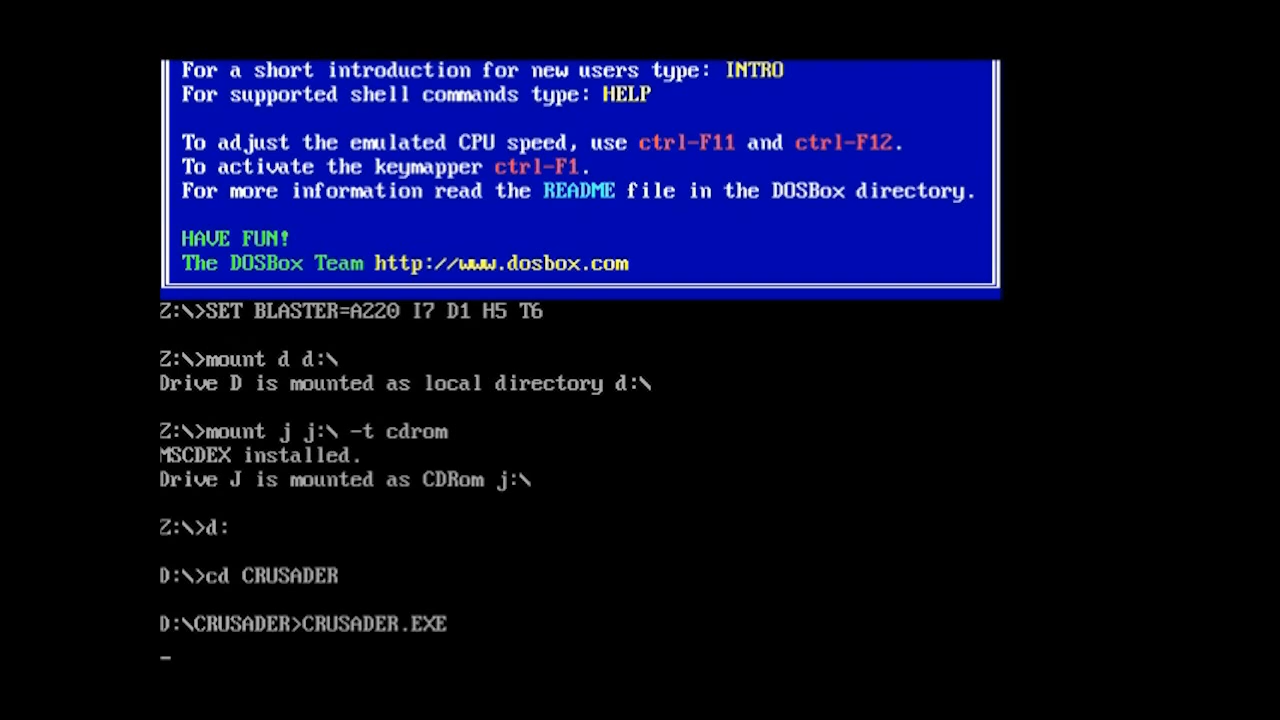 For a short introduction for new users type: INTRO
For supported shell commands type: HELP
To adjust the emulated CPU speed, use ctrl-F11 and ctrl-F12.
To activate the keymapper ctrl-F1.
For more information read the README file in the DOSBox directory.
HAVE FUN!
The DOSBox Team http://www.dosbox.com
Z:\>SET BLASTER=A220 I7 D1 H5 T6
Z:\>mount d d:\
Drive D is mounted as local directory d:\
Z:\>mount j j:\ -t cdrom
MSCDEX installed.
Drive J is mounted as CDRom j:\
Z:\>d:
D:\>cd CRUSADER
D:\CRUSADER>CRUSADER.EXE
_